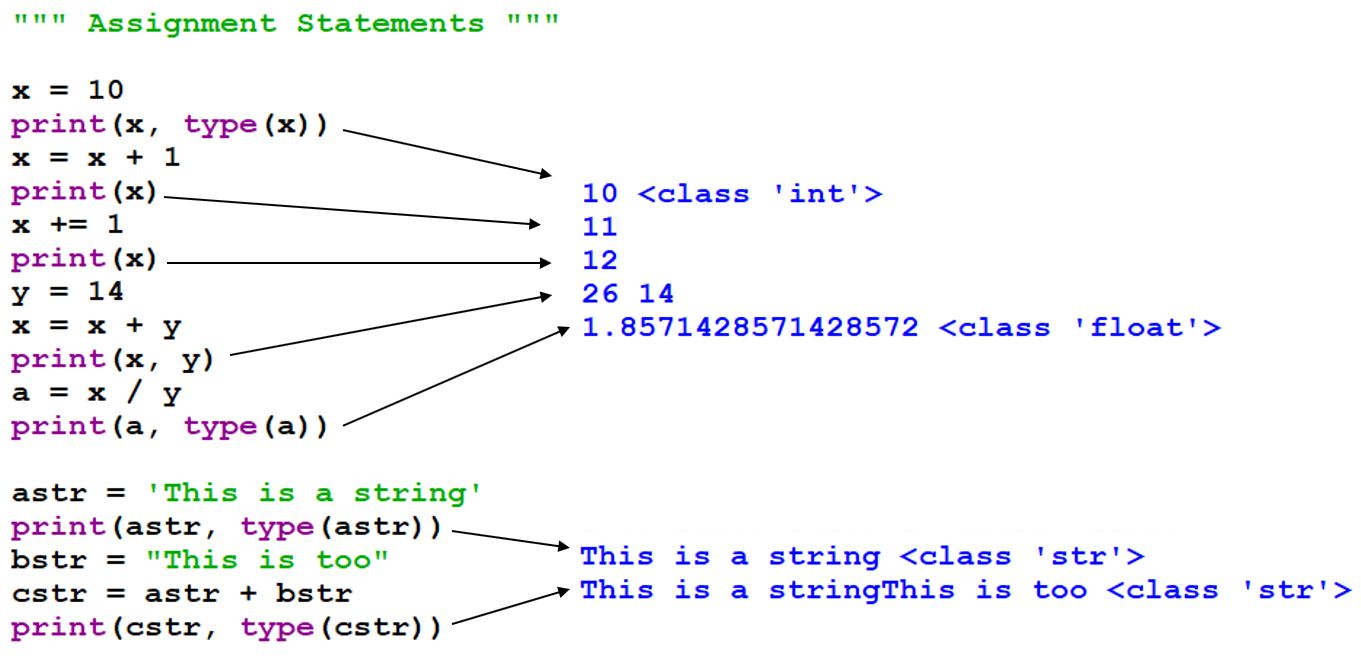 """ Assignment Statements """
x = 10
print(x, type(x))
x = x + 1
print(x)
x += 1
print(x)
y = 14
x = x + y
print(x, y)
a = x / y
print(a, type(a))
astr = 'This is a string'
print(astr, type(astr))
bstr = "This is too"
cstr = astr + bstr
print(cstr, type(cstr))
10 <class 'int'>
11
12
26 14
1.8571428571428572 <class 'float'>
This is a string <class 'str'>
This is a stringThis is too <class 'str'>